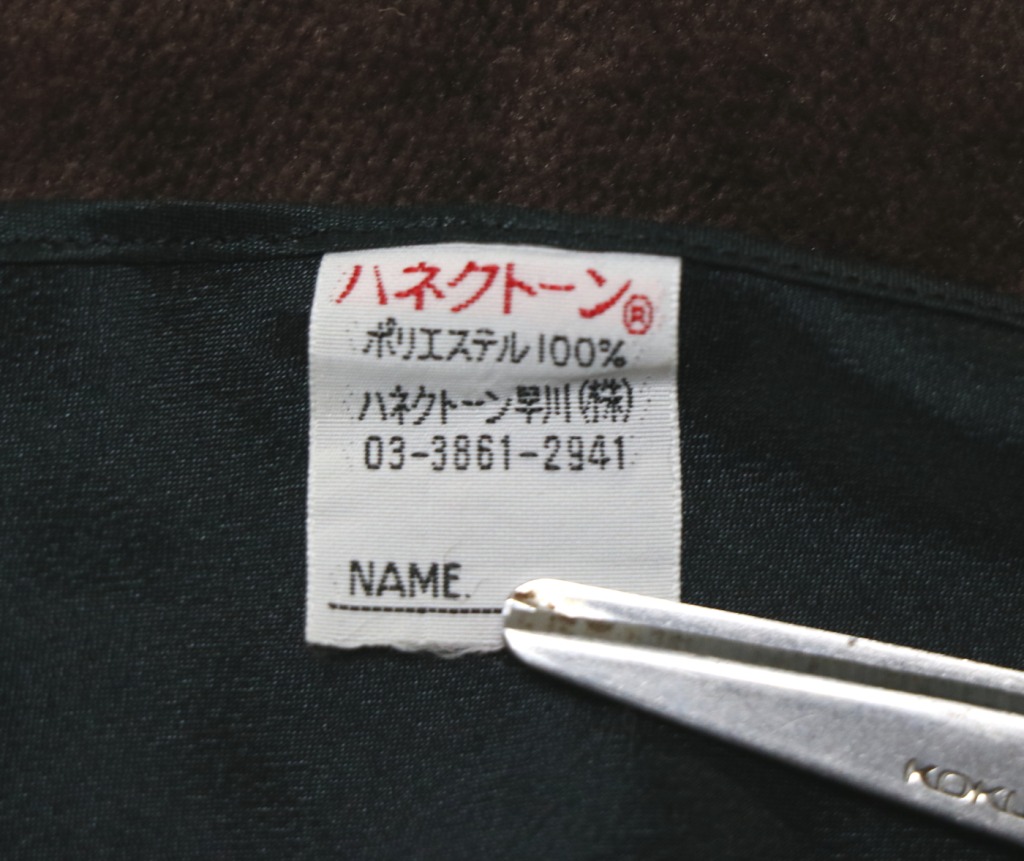 ハネクトーン®
ポリエステル100%
ハネクトーン早川(株)
03-3861-2941
NAME.